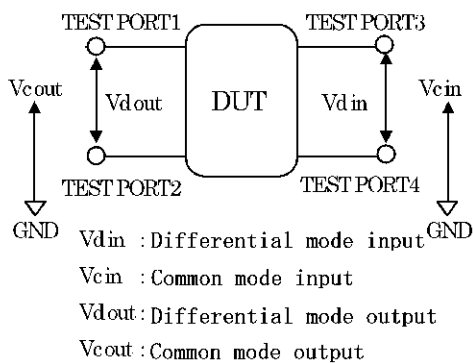 TEST PORT1
TEST PORT3
Vcout
Vdout
DUT
Vdin
Vcin
TEST PORT2
TEST PORT4
GND
GND
Vdin : Differential mode input
Vcin : Common mode input
Vdout : Differential mode output
Vcout : Common mode output